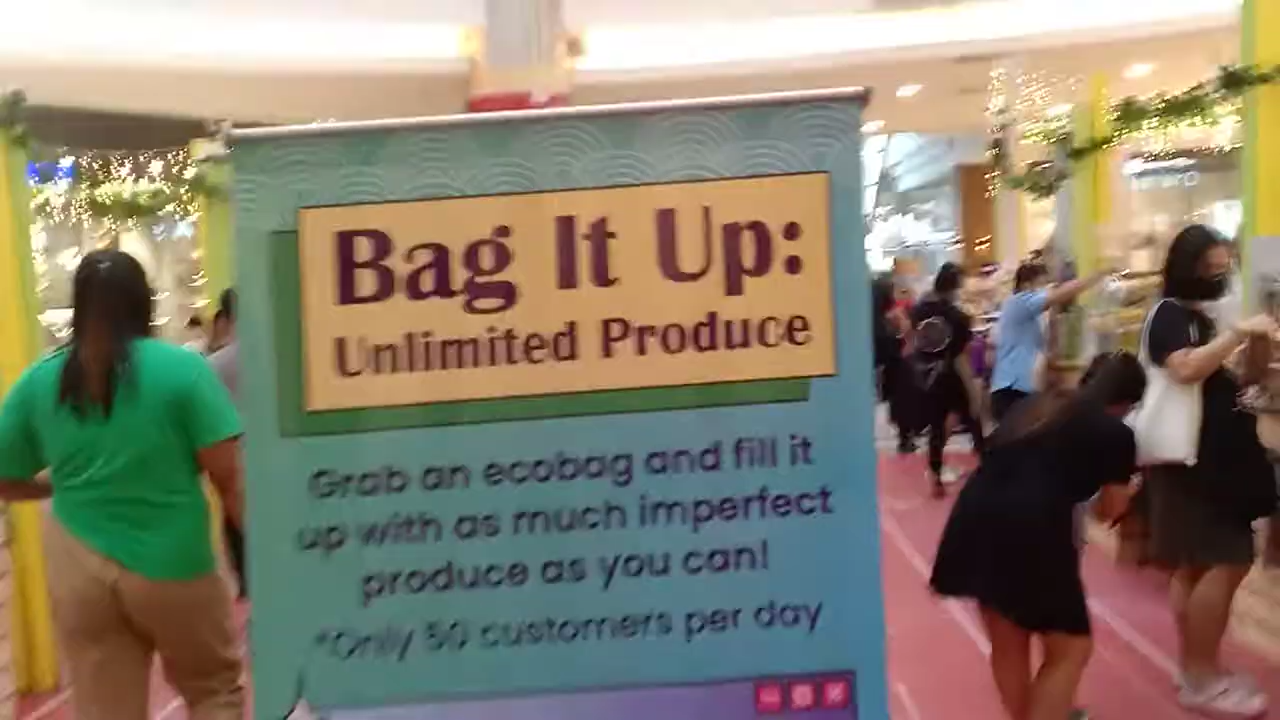 Bag It Up:
Unlimited Produce
Grab an ecobag and fill it
up with as much imperfect
produce as you can!
*Only 50 customers per day